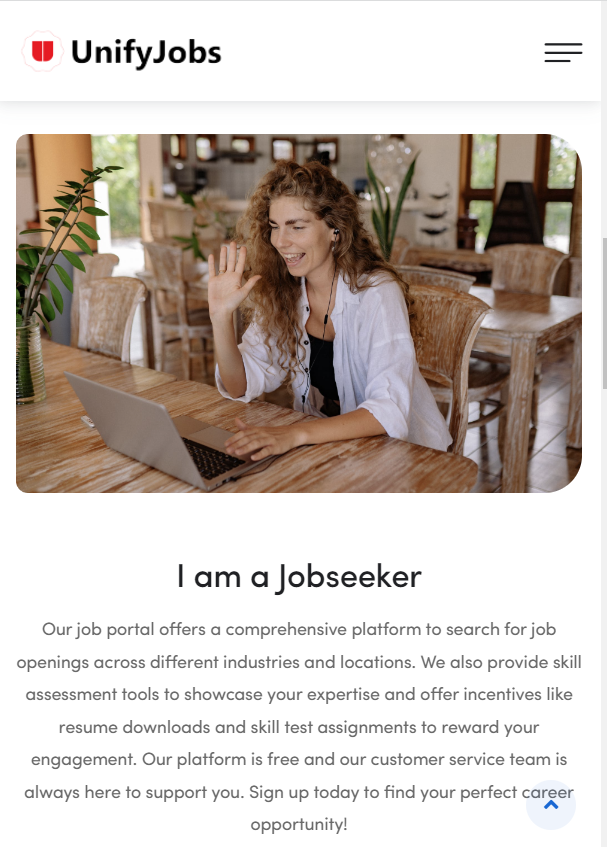 UnifyJobs
I am a Jobseeker
Our job portal offers a comprehensive platform to search for job
openings across different industries and locations. We also provide skill
assessment tools to showcase your expertise and offer incentives like
resume downloads and skill test assignments to reward your
engagement. Our platform is free and our customer service team is
always here to support you. Sign up today to find your perfect career
opportunity!